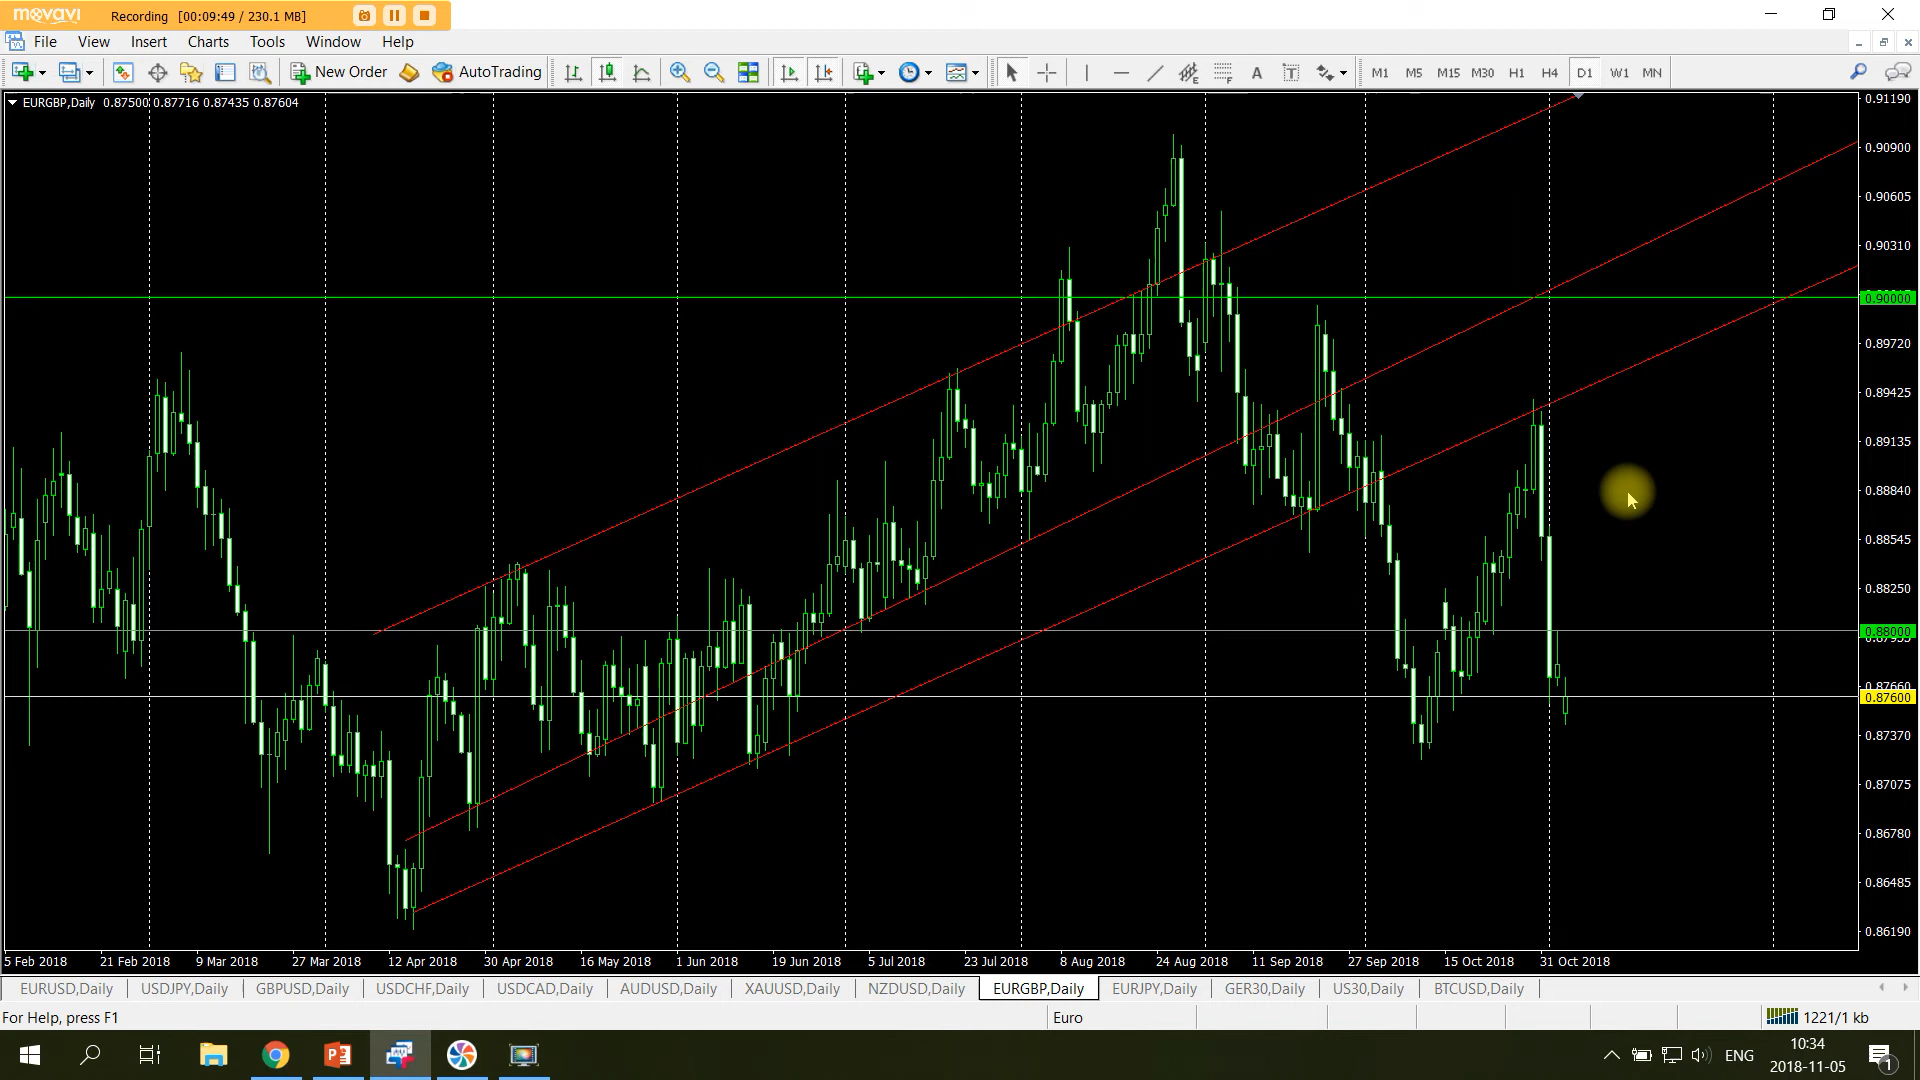 movavi Recording [00:09:49 / 230.1 MB]
File View Insert Charts Tools Window Help
New Order AutoTrading A T M1 M5 M15 M30 H1 H4 D1 W1 MN
EURGBP,Daily 0.87500 0.87716 0.87435 0.87604
0.91190
0.90900
0.90605
0.90310
0.90000
0.89720
0.89425
0.89135
0.88840
0.88545
0.88250
0.88000
0.87660
0.87600
0.87370
0.87075
0.86780
0.86485
0.86190
5 Feb 2018 21 Feb 2018 9 Mar 2018 27 Mar 2018 12 Apr 2018 30 Apr 2018 16 May 2018 1 Jun 2018 19 Jun 2018 5 Jul 2018 23 Jul 2018 8 Aug 2018 24 Aug 2018 11 Sep 2018 27 Sep 2018 15 Oct 2018 31 Oct 2018
EURUSD,Daily USDJPY,Daily GBPUSD,Daily USDCHF,Daily USDCAD,Daily AUDUSD,Daily XAUUSD,Daily NZDUSD,Daily EURGBP,Daily EURJPY,Daily GER30,Daily US30,Daily BTCUSD,Daily
For Help, press F1 Euro 1221/1 kb
ENG 10:34
2018-11-05 1